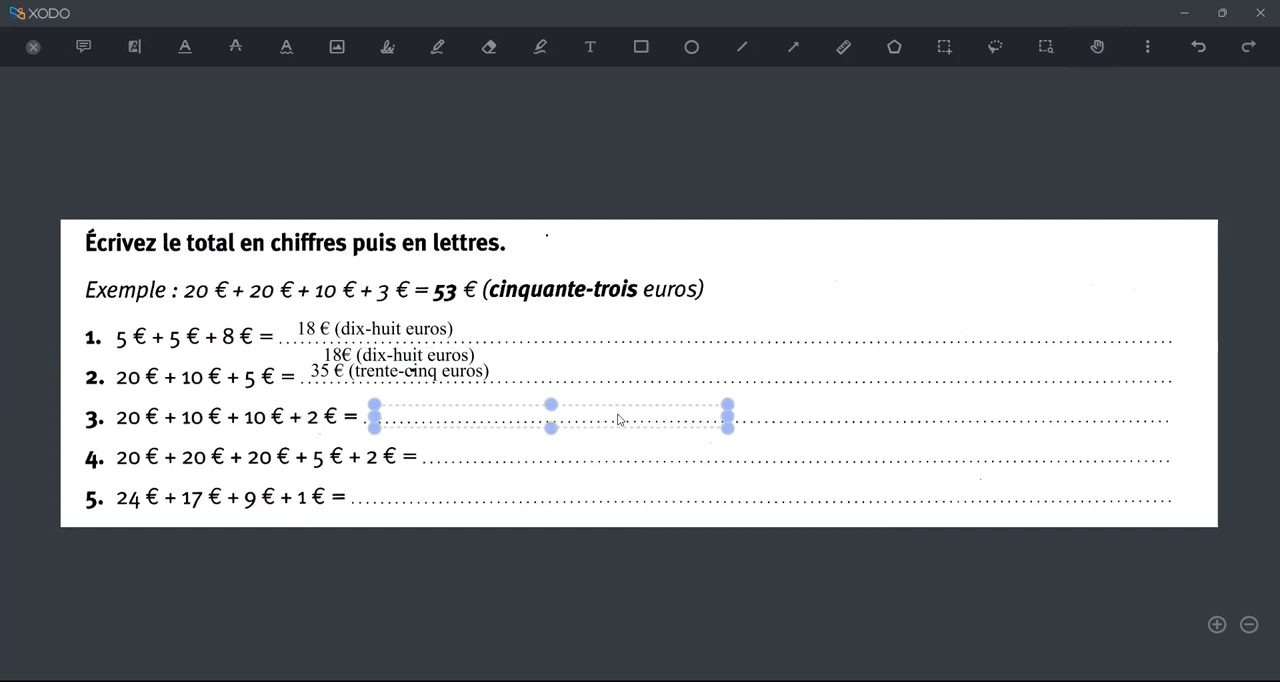 XODO
Écrivez le total en chiffres puis en lettres.
Exemple : 20 € + 20 € + 10 € + 3 € = 53 € (cinquante-trois euros)
1. 5 € + 5 € + 8 € = 18 € (dix-huit euros)
18€ (dix-huit euros)
2. 20 € + 10 € + 5 € = 35 € (trente-cinq euros)
3. 20 € + 10 € + 10 € + 2 € =
4. 20 € + 20 € + 20 € + 5 € + 2 € =
5. 24 € + 17 € + 9 € + 1 € =